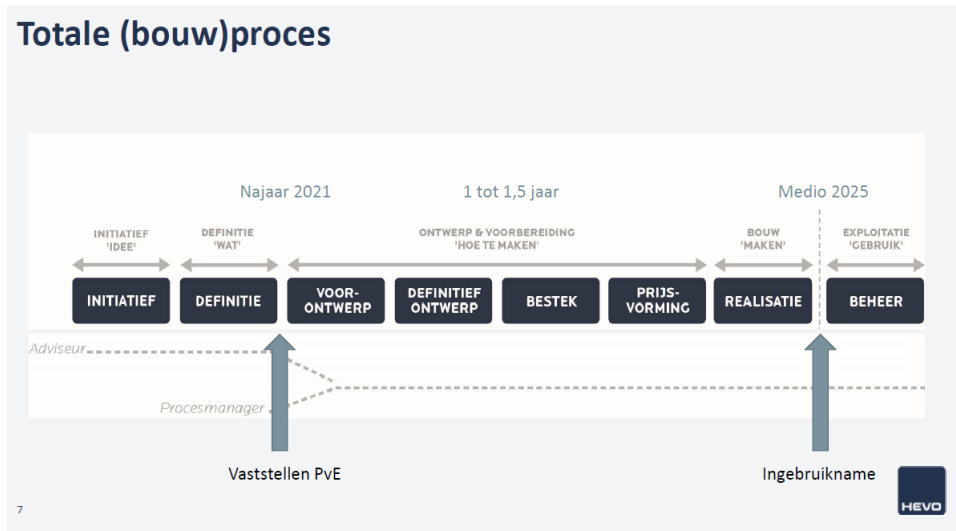 Totale (bouw)proces
Najaar 2021
1 tot 1,5 jaar
Medio 2025
INITIATIEF
'IDEE'
DEFINITIE
'WAT'
ONTWERP & VOORBEREIDING
'HOE TE MAKEN'
BOUW
'MAKEN'
EXPLOITATIE
'GEBRUIK'
INITIATIEF
DEFINITIE
VOOR-
ONTWERP
DEFINITIEF
ONTWERP
BESTEK
PRIJS-
VORMING
REALISATIE
BEHEER
Adviseur
Procesmanager
Vaststellen PvE
Ingebruikname
7
HEVO